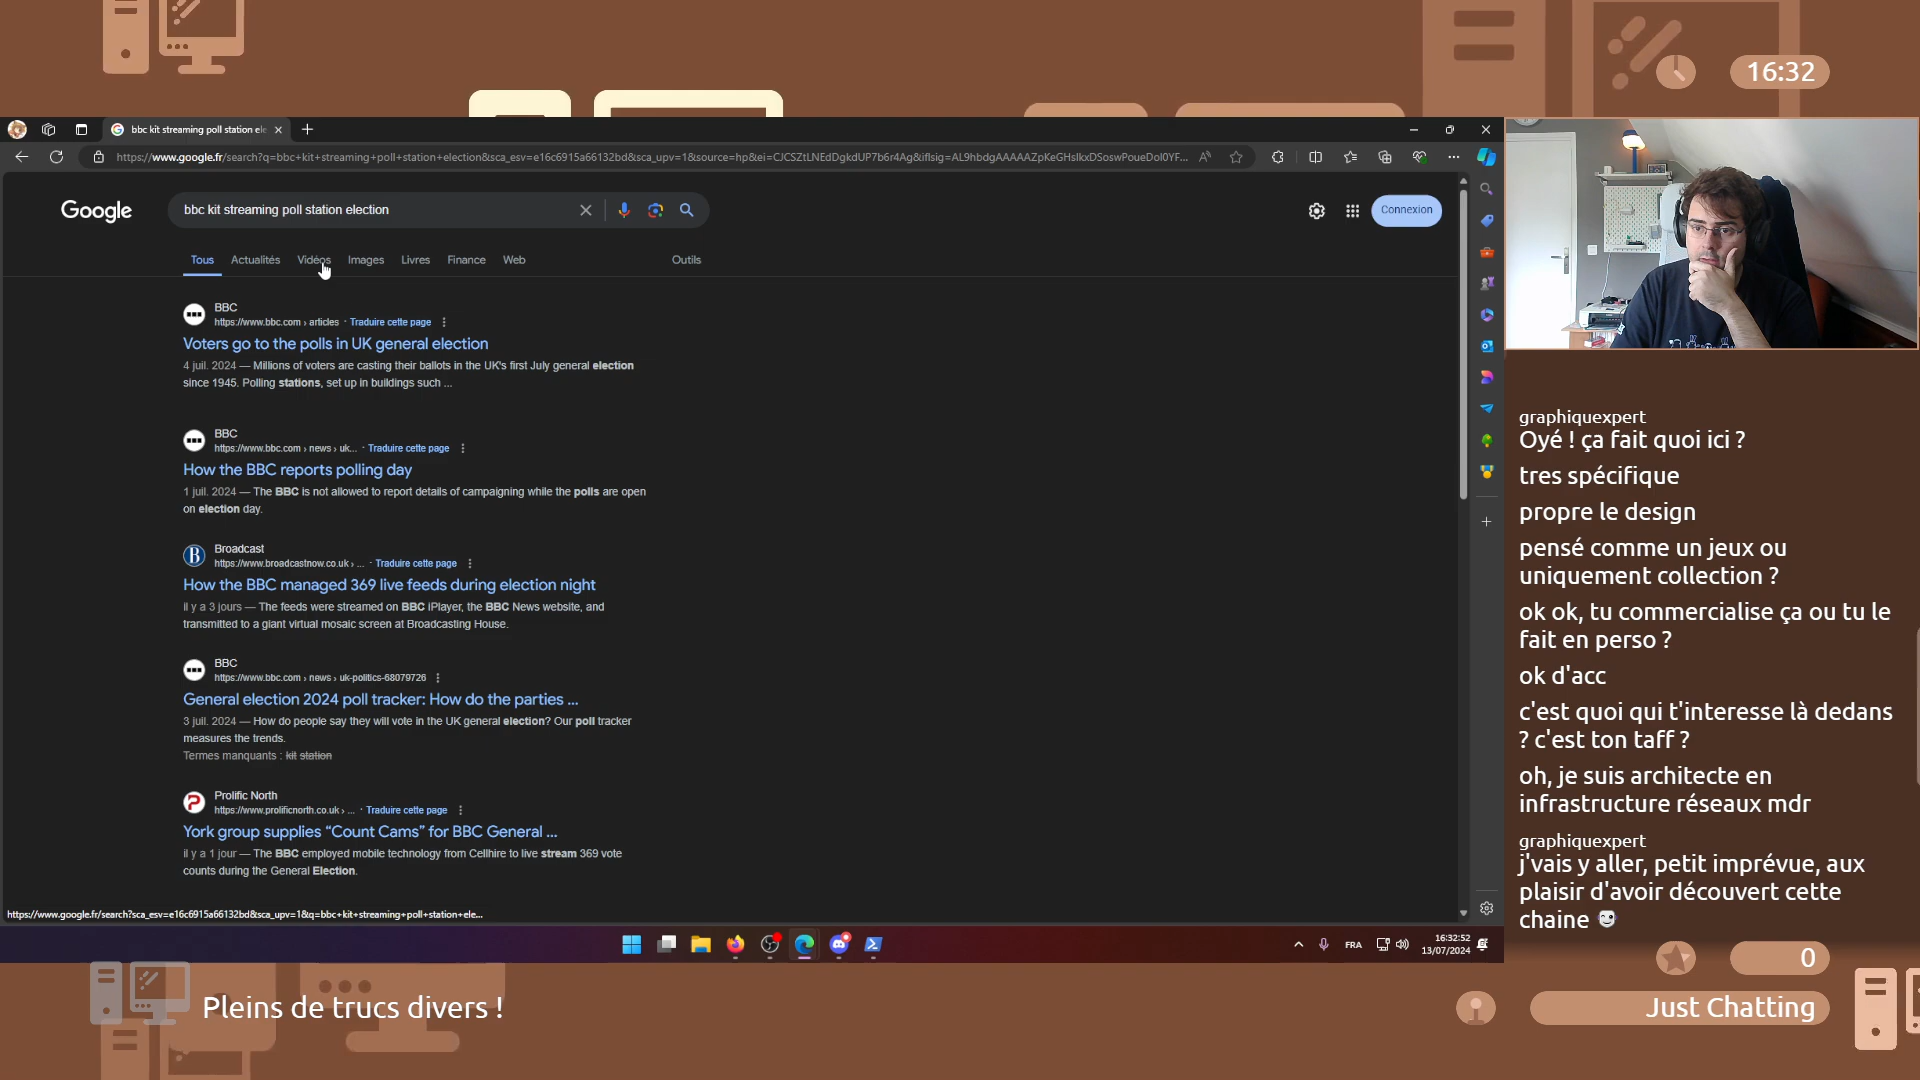 16:32
bbc kit streaming poll station ele
https://www.google.fr/search?q=bbc+kit+streaming+poll+station+election&sca_esv=e16c6915a66132bd&sca_upv=1&source=hp&ei=CJCSZtLNEdDgkdUP7b6r4Ag&iflsig=AL9hbdgAAAAAZpKeGHsIkxDSoswPoueDol0YF...
Google
bbc kit streaming poll station election
Connexion
Tous Actualités Vidéos Images Livres Finance Web Outils
BBC
https://www.bbc.com › articles · Traduire cette page
Voters go to the polls in UK general election
4 juil. 2024 — Millions of voters are casting their ballots in the UK's first July general election
since 1945. Polling stations, set up in buildings such ...
BBC
https://www.bbc.com › news › uk... · Traduire cette page
How the BBC reports polling day
1 juil. 2024 — The BBC is not allowed to report details of campaigning while the polls are open
on election day.
Broadcast
https://www.broadcastnow.co.uk › ... · Traduire cette page
How the BBC managed 369 live feeds during election night
il y a 3 jours — The feeds were streamed on BBC iPlayer, the BBC News website, and
transmitted to a giant virtual mosaic screen at Broadcasting House.
BBC
https://www.bbc.com › news › uk-politics-68079726
General election 2024 poll tracker: How do the parties ...
3 juil. 2024 — How do people say they will vote in the UK general election? Our poll tracker
measures the trends.
Termes manquants : kit station
Prolific North
https://www.prolificnorth.co.uk › ... · Traduire cette page
York group supplies “Count Cams” for BBC General ...
il y a 1 jour — The BBC employed mobile technology from Cellhire to live stream 369 vote
counts during the General Election.
https://www.google.fr/search?sca_esv=e16c6915a66132bd&sca_upv=1&q=bbc+kit+streaming+poll+station+ele...
FRA
16:32:52
13/07/2024
graphiquexpert
Oyé ! ça fait quoi ici ?
tres spécifique
propre le design
pensé comme un jeux ou
uniquement collection ?
ok ok, tu commercialise ça ou tu le
fait en perso ?
ok d'acc
c'est quoi qui t'interesse là dedans
? c'est ton taff ?
oh, je suis architecte en
infrastructure réseaux mdr
graphiquexpert
j'vais y aller, petit imprévue, aux
plaisir d'avoir découvert cette
chaine
0
Just Chatting
Pleins de trucs divers !